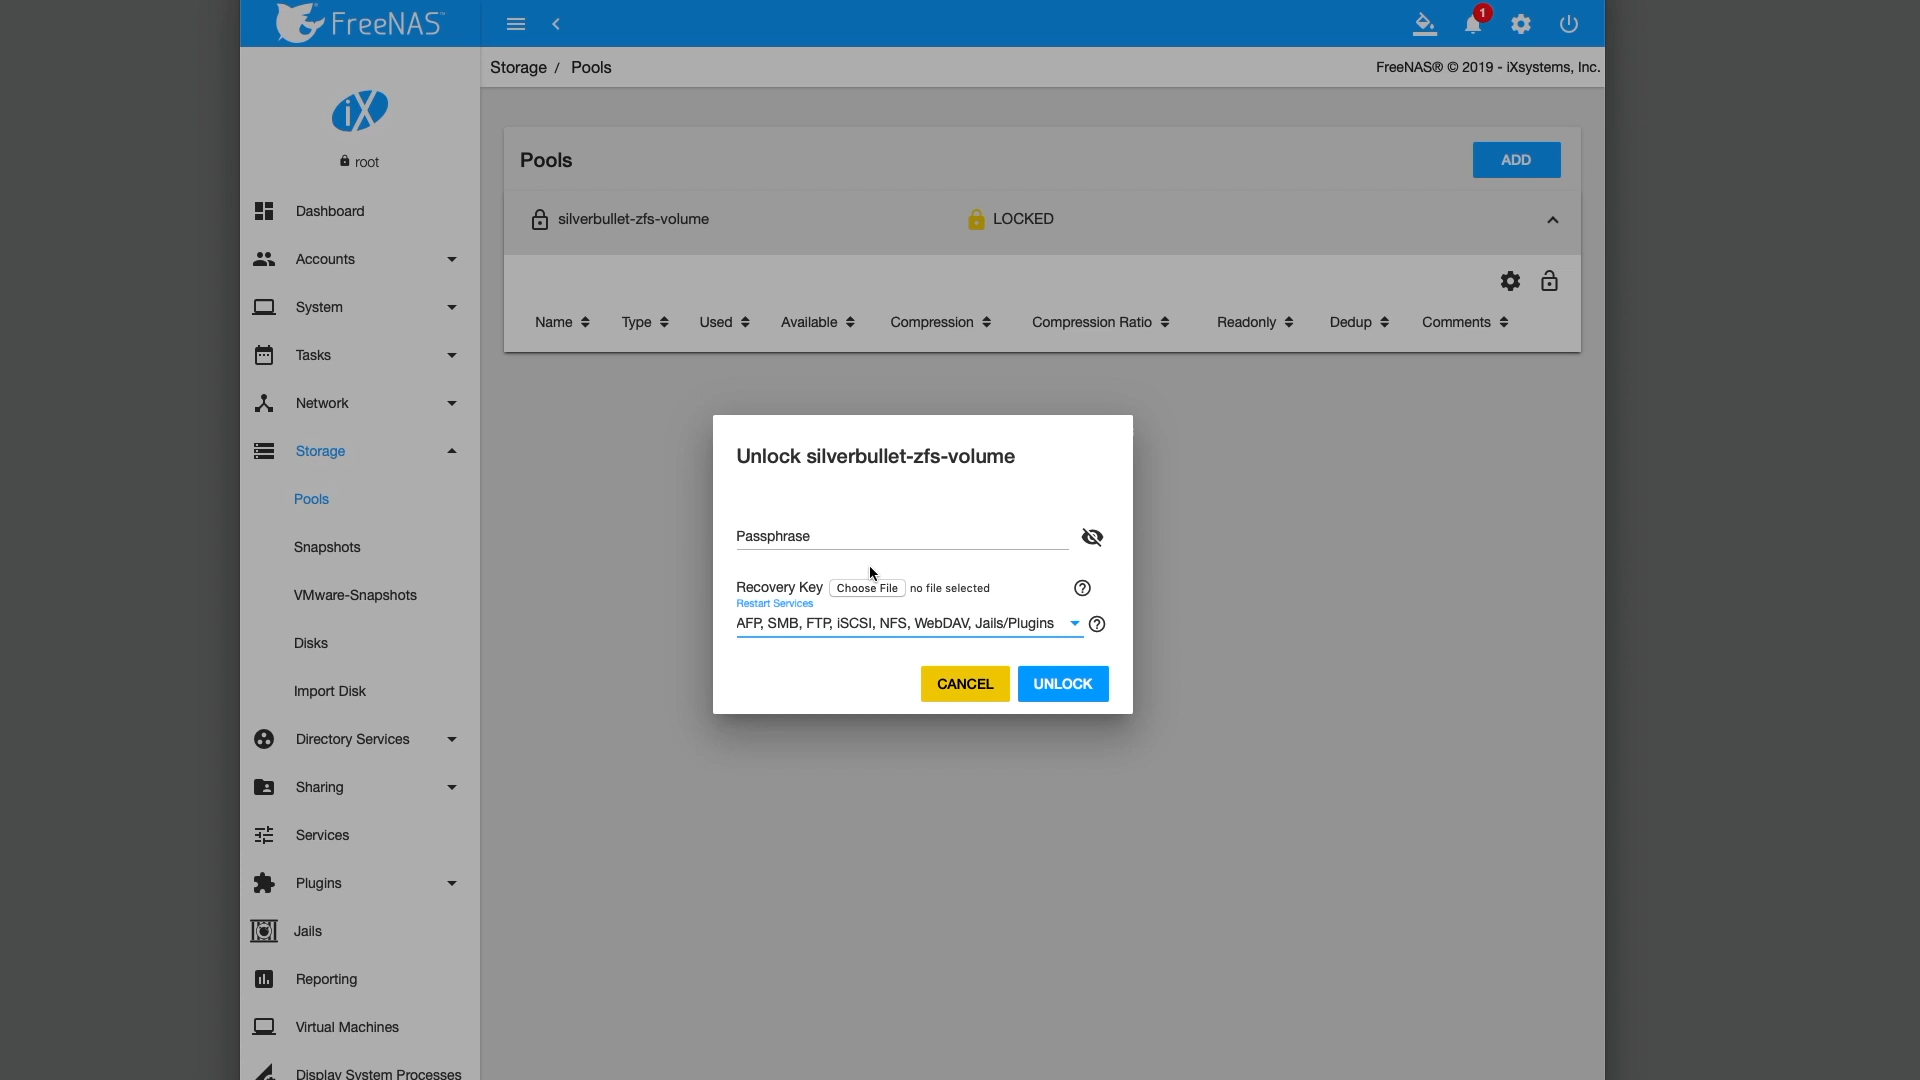 FreeNAS™
1
Storage / Pools
FreeNAS® © 2019 - iXsystems, Inc.
iX
root
Dashboard
Accounts
System
Tasks
Network
Storage
Pools
Snapshots
VMware-Snapshots
Disks
Import Disk
Directory Services
Sharing
Services
Plugins
Jails
Reporting
Virtual Machines
Display System Processes
Pools
ADD
silverbullet-zfs-volume LOCKED
Name Type Used Available Compression Compression Ratio Readonly Dedup Comments
Unlock silverbullet-zfs-volume
Passphrase
Recovery Key Choose File no file selected
Restart Services
AFP, SMB, FTP, iSCSI, NFS, WebDAV, Jails/Plugins
CANCEL UNLOCK